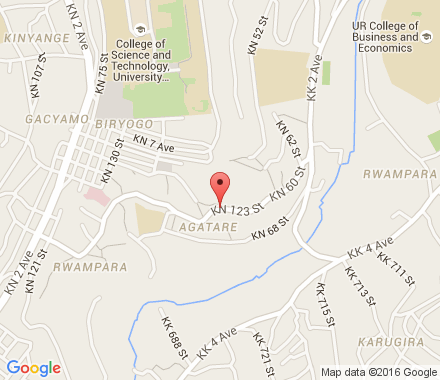 KINYANGE
KN 2 Ave
KN 107 St
KN 75 St
College of
Science and
Technology,
University...
KN 52 St
KK 2 Ave
UR College of
Business and
Economics
GACYAMO
BIRYOGO
KN 7 Ave
KN 130 St
KN 62 St
KN 60 St
RWAMPARA
KN 123 St
AGATARE
KN 68 St
KN 2 Ave
KN 121 St
RWAMPARA
KK 4 Ave
KK 711 St
KK 713 St
KK 715 St
KK 4 Ave
KK 688 St
KK 721 St
KARUGIRA
Google
Map data ©2016 Google